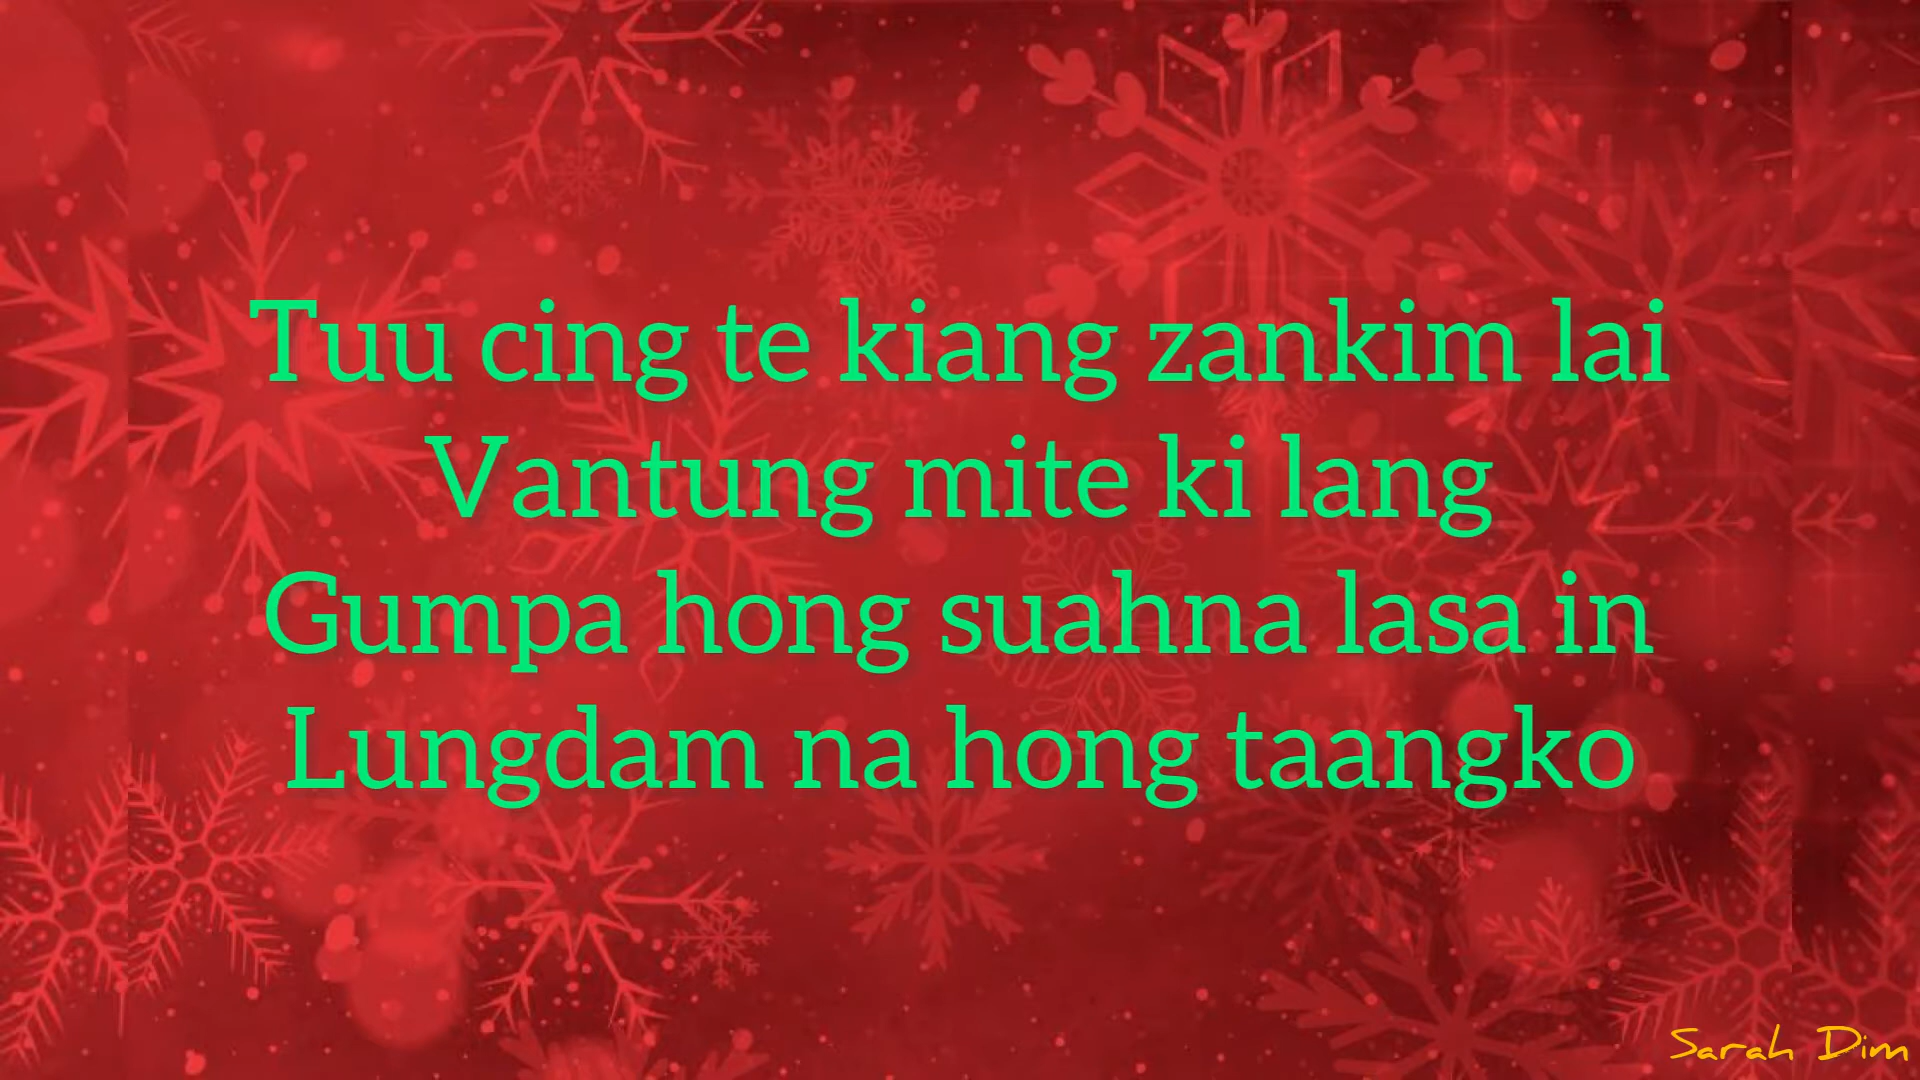 Tuu cing te kiang zankim lai
Vantung mite ki lang
Gumpa hong suahna lasa in
Lungdam na hong taangko
Sarah Dim